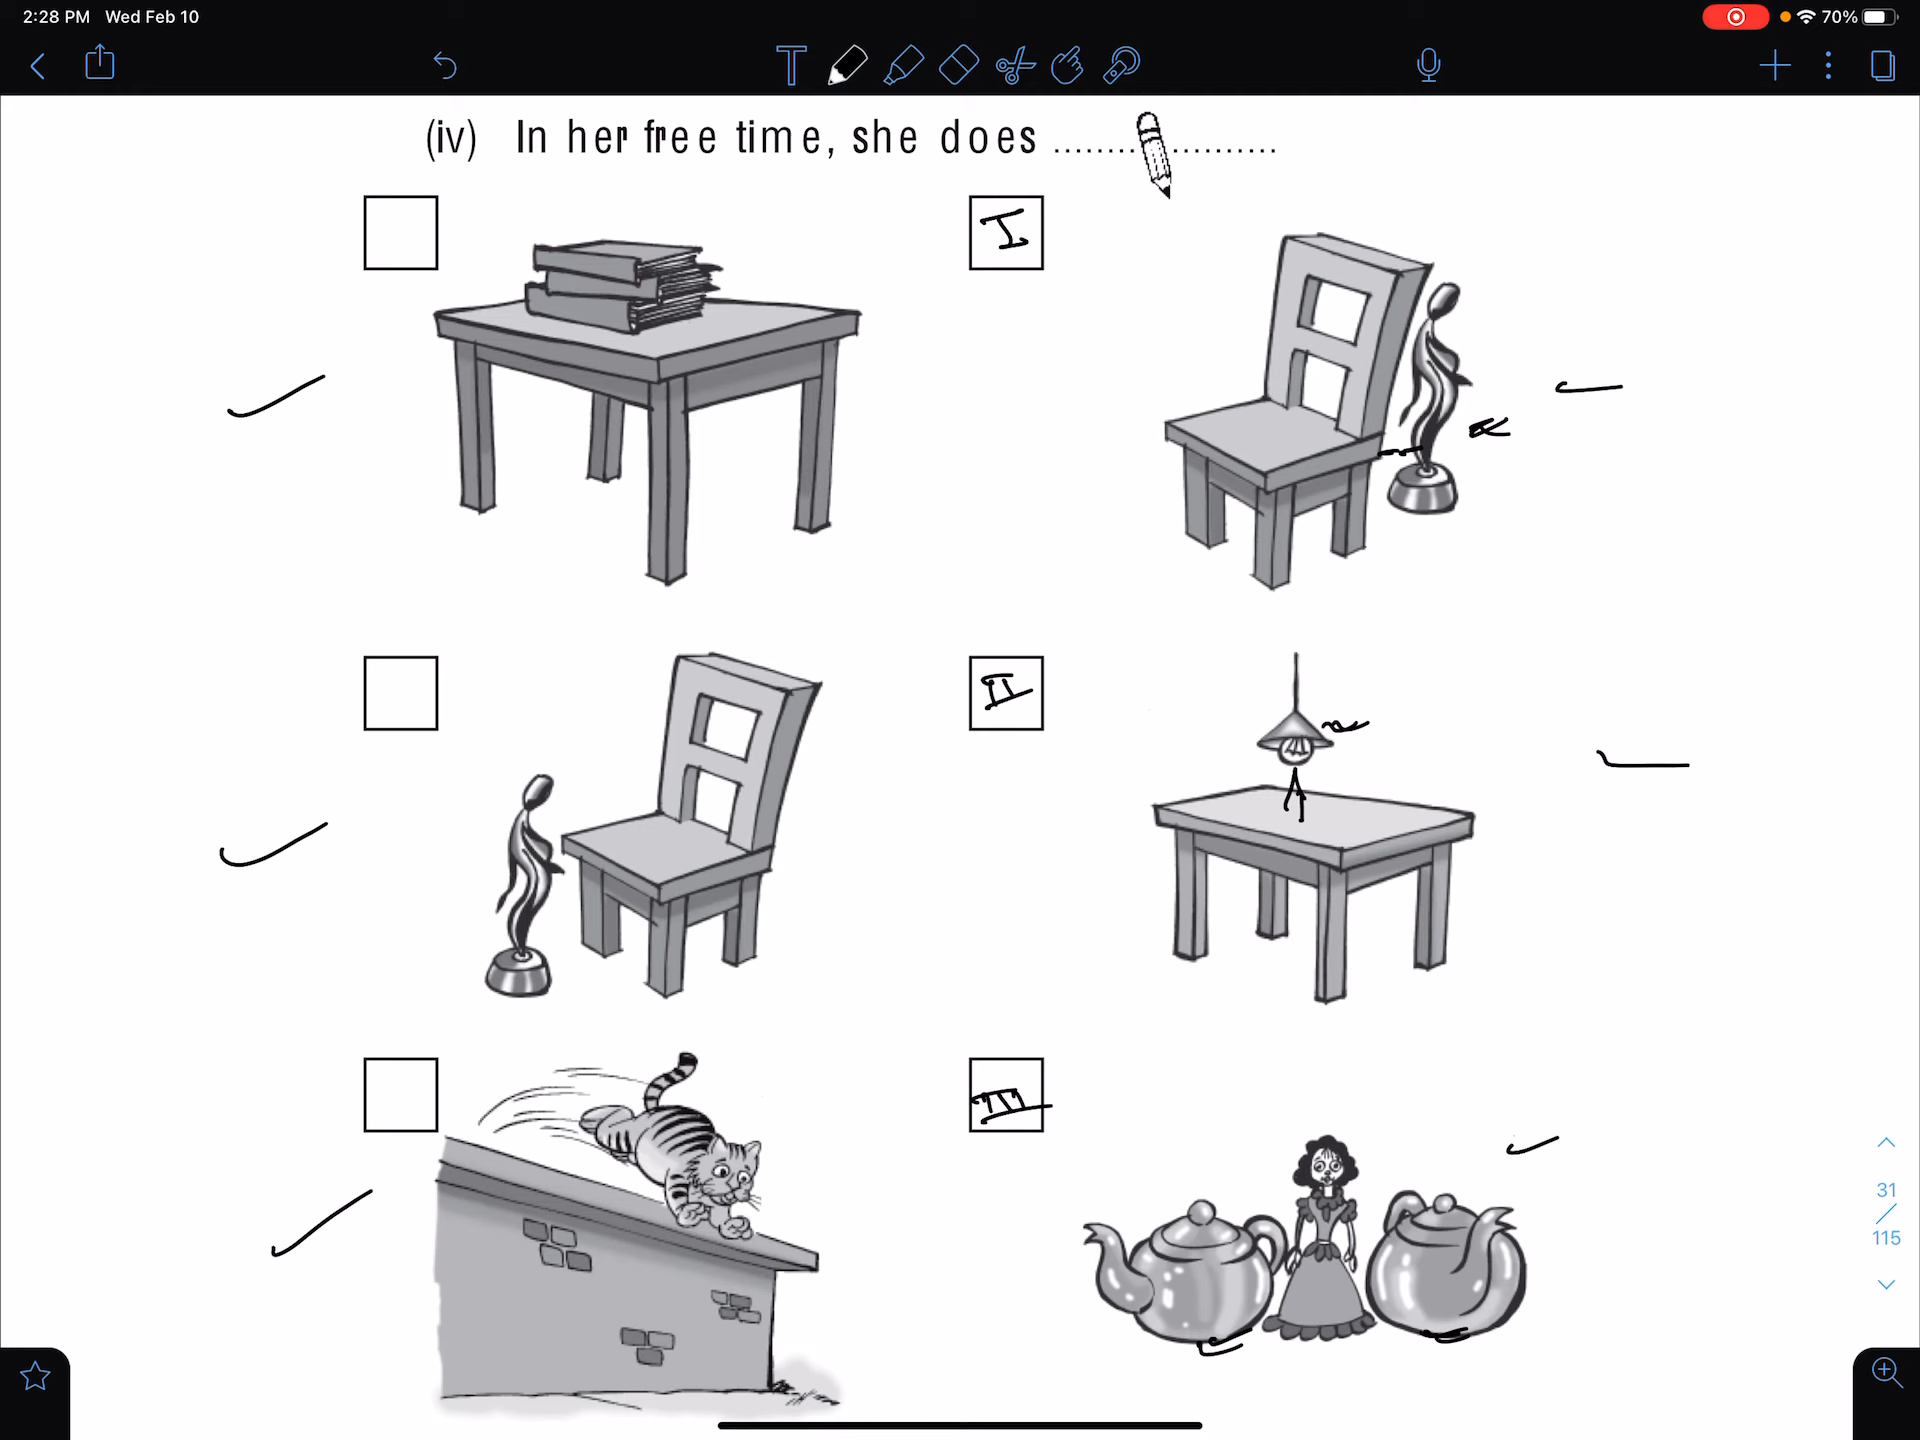 2:28 PM Wed Feb 10
70%
T
(iv) In her free time, she does ........................
I
II
III
31
/
115